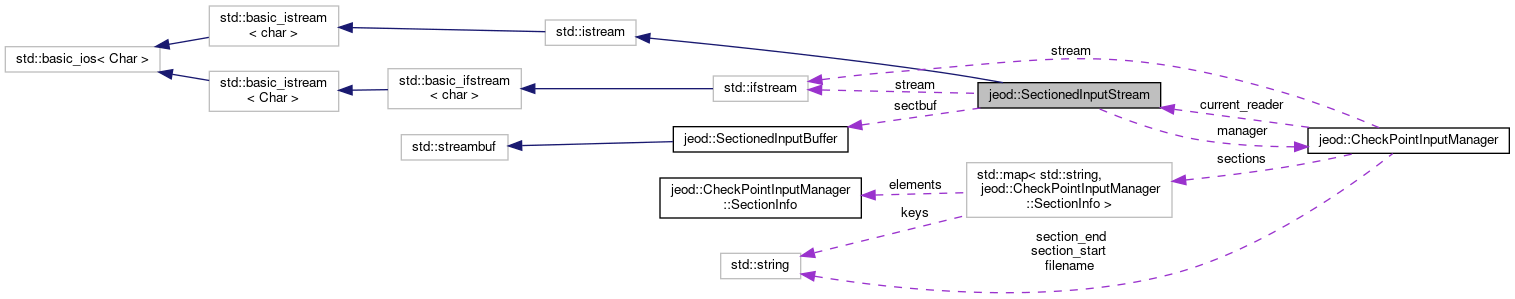 std::basic_ios< Char >
std::basic_istream
< char >
std::basic_istream
< Char >
std::istream
std::basic_ifstream
< char >
std::ifstream
std::streambuf
jeod::SectionedInputBuffer
jeod::SectionedInputStream
stream
stream
sectbuf
current_reader
manager
jeod::CheckPointInputManager
sections
std::map< std::string,
jeod::CheckPointInputManager
::SectionInfo >
elements
keys
jeod::CheckPointInputManager
::SectionInfo
std::string
section_end
section_start
filename